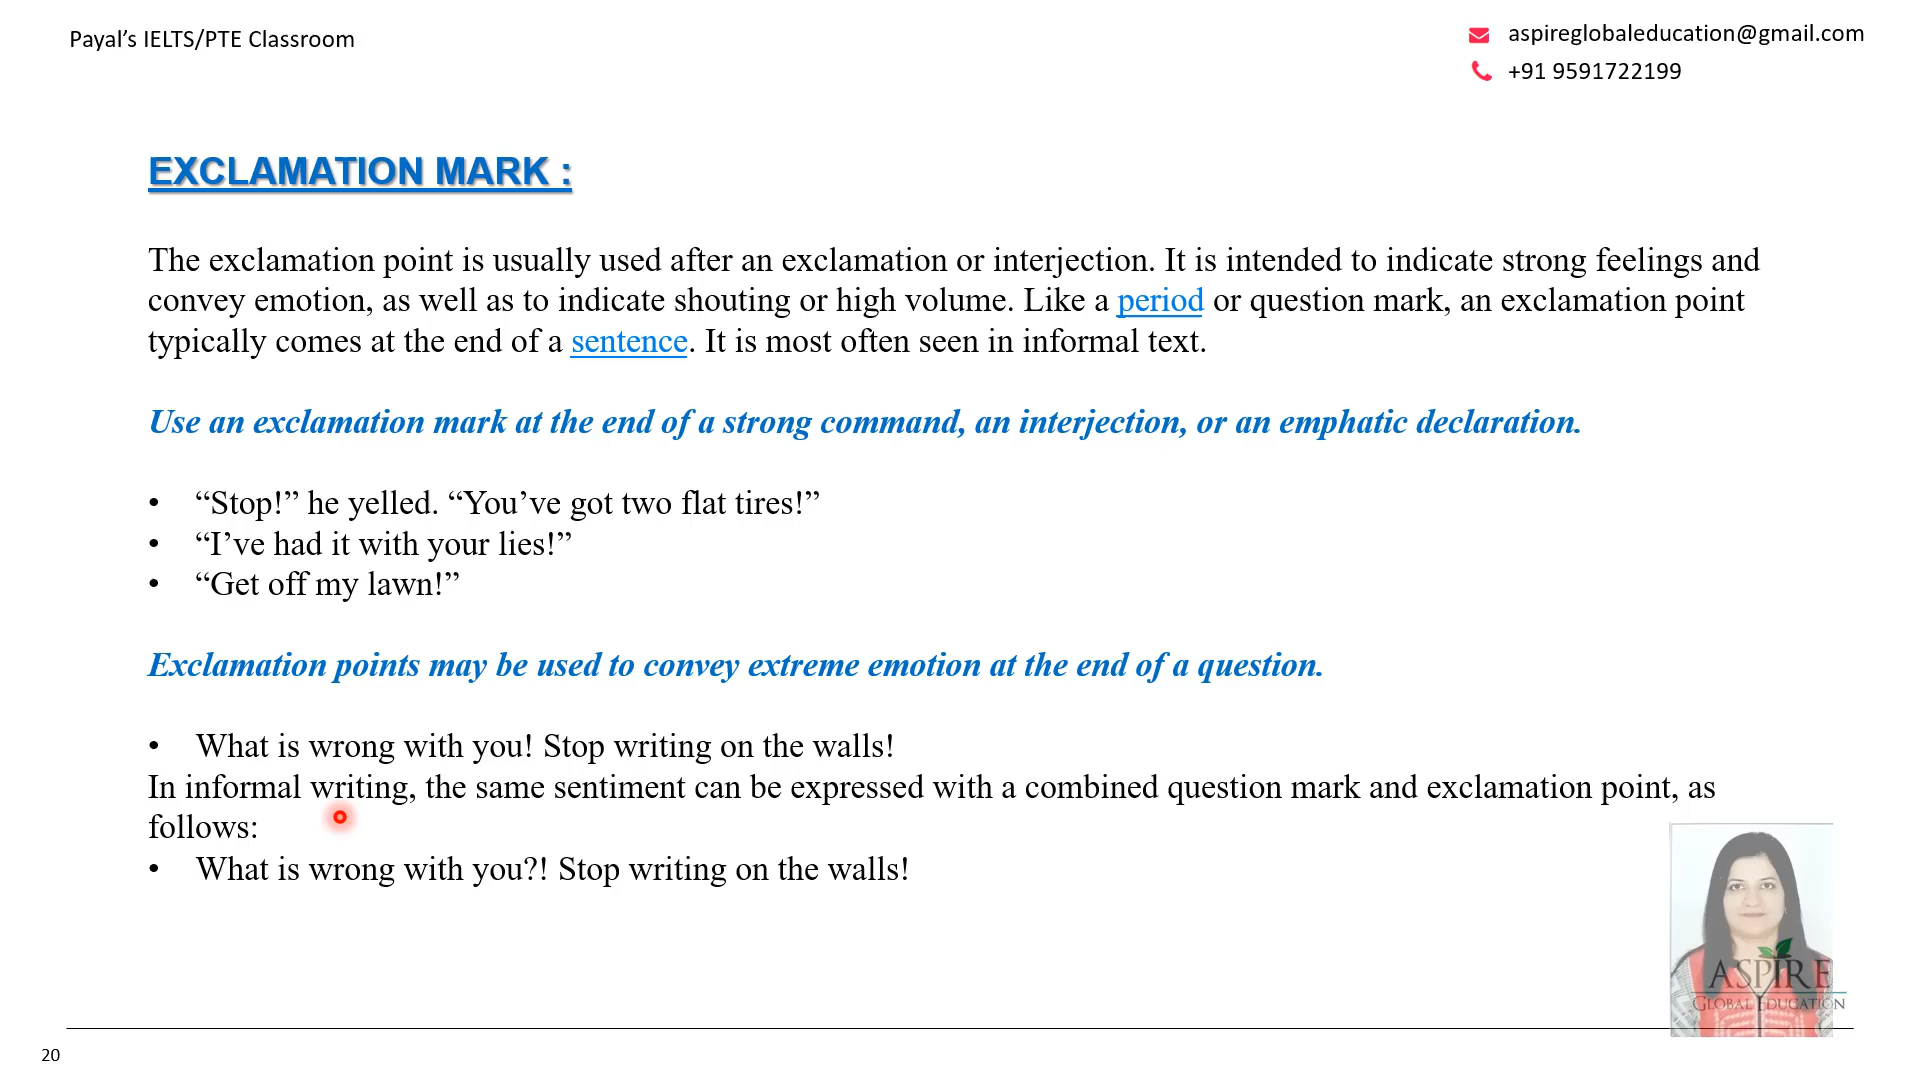 Payal’s IELTS/PTE Classroom
aspireglobaleducation@gmail.com
+91 9591722199
EXCLAMATION MARK :
The exclamation point is usually used after an exclamation or interjection. It is intended to indicate strong feelings and
convey emotion, as well as to indicate shouting or high volume. Like a period or question mark, an exclamation point
typically comes at the end of a sentence. It is most often seen in informal text.
Use an exclamation mark at the end of a strong command, an interjection, or an emphatic declaration.
• “Stop!” he yelled. “You’ve got two flat tires!”
• “I’ve had it with your lies!”
• “Get off my lawn!”
Exclamation points may be used to convey extreme emotion at the end of a question.
• What is wrong with you! Stop writing on the walls!
In informal writing, the same sentiment can be expressed with a combined question mark and exclamation point, as
follows:
• What is wrong with you?! Stop writing on the walls!
ASPIRE
GLOBAL EDUCATION
20